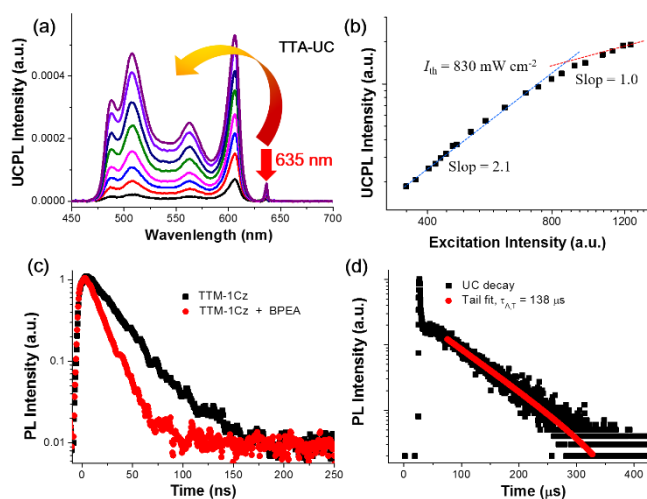 (a)
TTA-UC
635 nm
UCPL Intensity (a.u.)
0.0004
0.0002
0.0000
450 500 550 600 650 700
Wavelength (nm)
(b)
I_th = 830 mW cm⁻²
Slop = 1.0
Slop = 2.1
UCPL Intensity (a.u.)
400 800 1200
Excitation Intensity (a.u.)
(c)
TTM-1Cz
TTM-1Cz + BPEA
PL Intensity (a.u.)
1
0.1
0.01
0 50 100 150 200 250
Time (ns)
(d)
UC decay
Tail fit, τ_A,T = 138 μs
PL Intensity (a.u.)
0 100 200 300 400
Time (μs)